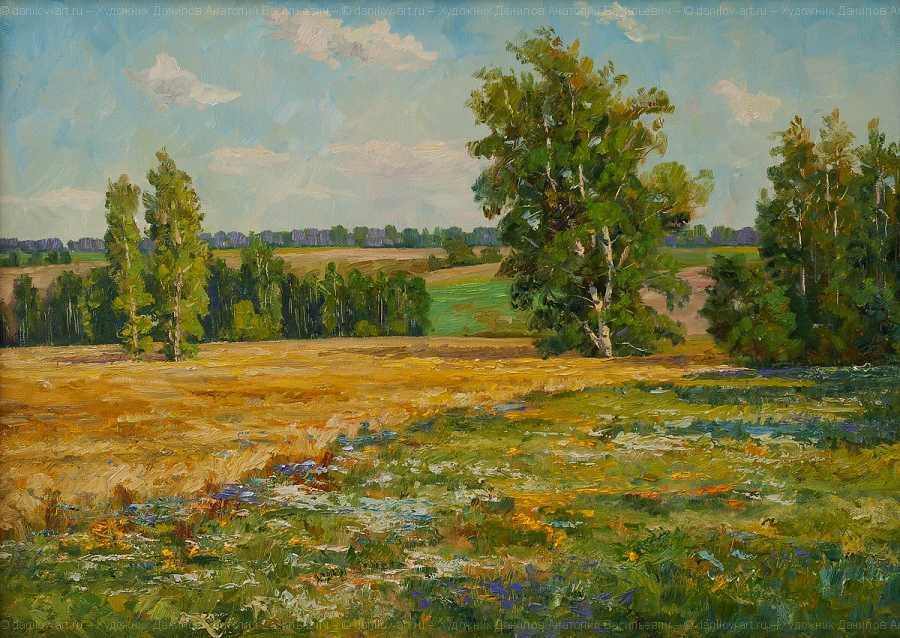 © danilov-art.ru – Художник Данилов Анатолий Васильевич – © danilov-art.ru – Художник Данилов Анатолий Васильевич – © danilov-art.ru – Художник Данилов Ан
© danilov-art.ru – Художник Данилов Анатолий Васильевич – © danilov-art.ru – Художник Данилов Анатолий Васильевич – © danilov-art.ru – Художник Данилов Ан